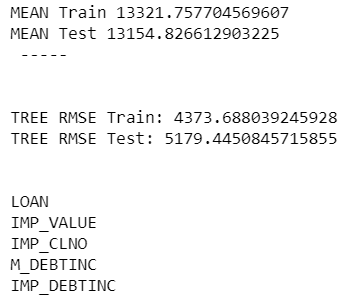 MEAN Train 13321.757704569607
MEAN Test 13154.826612903225
-----
TREE RMSE Train: 4373.688039245928
TREE RMSE Test: 5179.4450845715855
LOAN
IMP_VALUE
IMP_CLNO
M_DEBTINC
IMP_DEBTINC